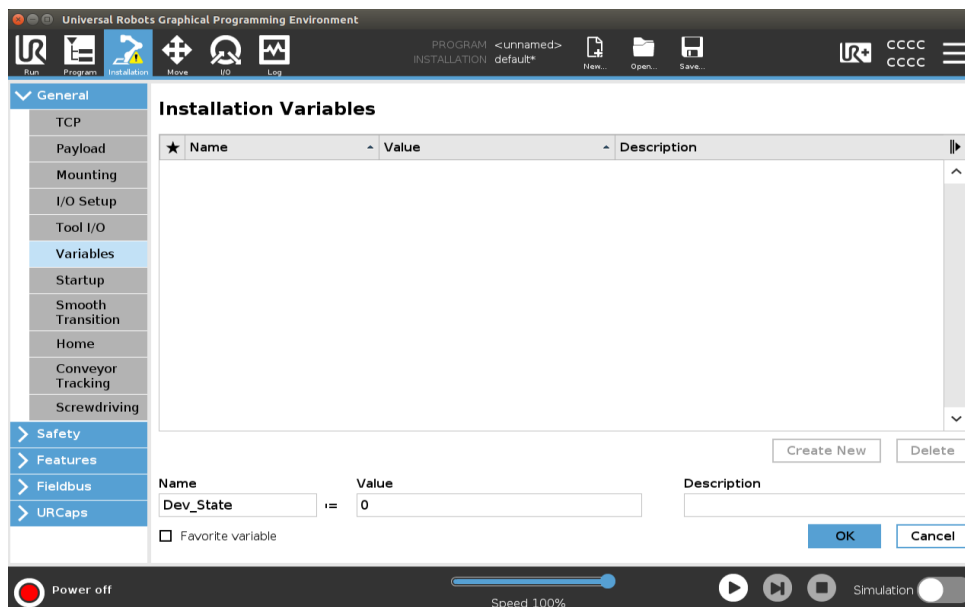 Universal Robots Graphical Programming Environment
UR
Run
Program
Installation
Move
I/O
Log
PROGRAM <unnamed>
INSTALLATION default*
New...
Open...
Save...
UR+
CCCC
CCCC
General
TCP
Payload
Mounting
I/O Setup
Tool I/O
Variables
Startup
Smooth
Transition
Home
Conveyor
Tracking
Screwdriving
Safety
Features
Fieldbus
URCaps
Installation Variables
Name Value Description
Create New Delete
Name Value Description
Dev_State := 0
Favorite variable
OK Cancel
Power off
Speed 100%
Simulation